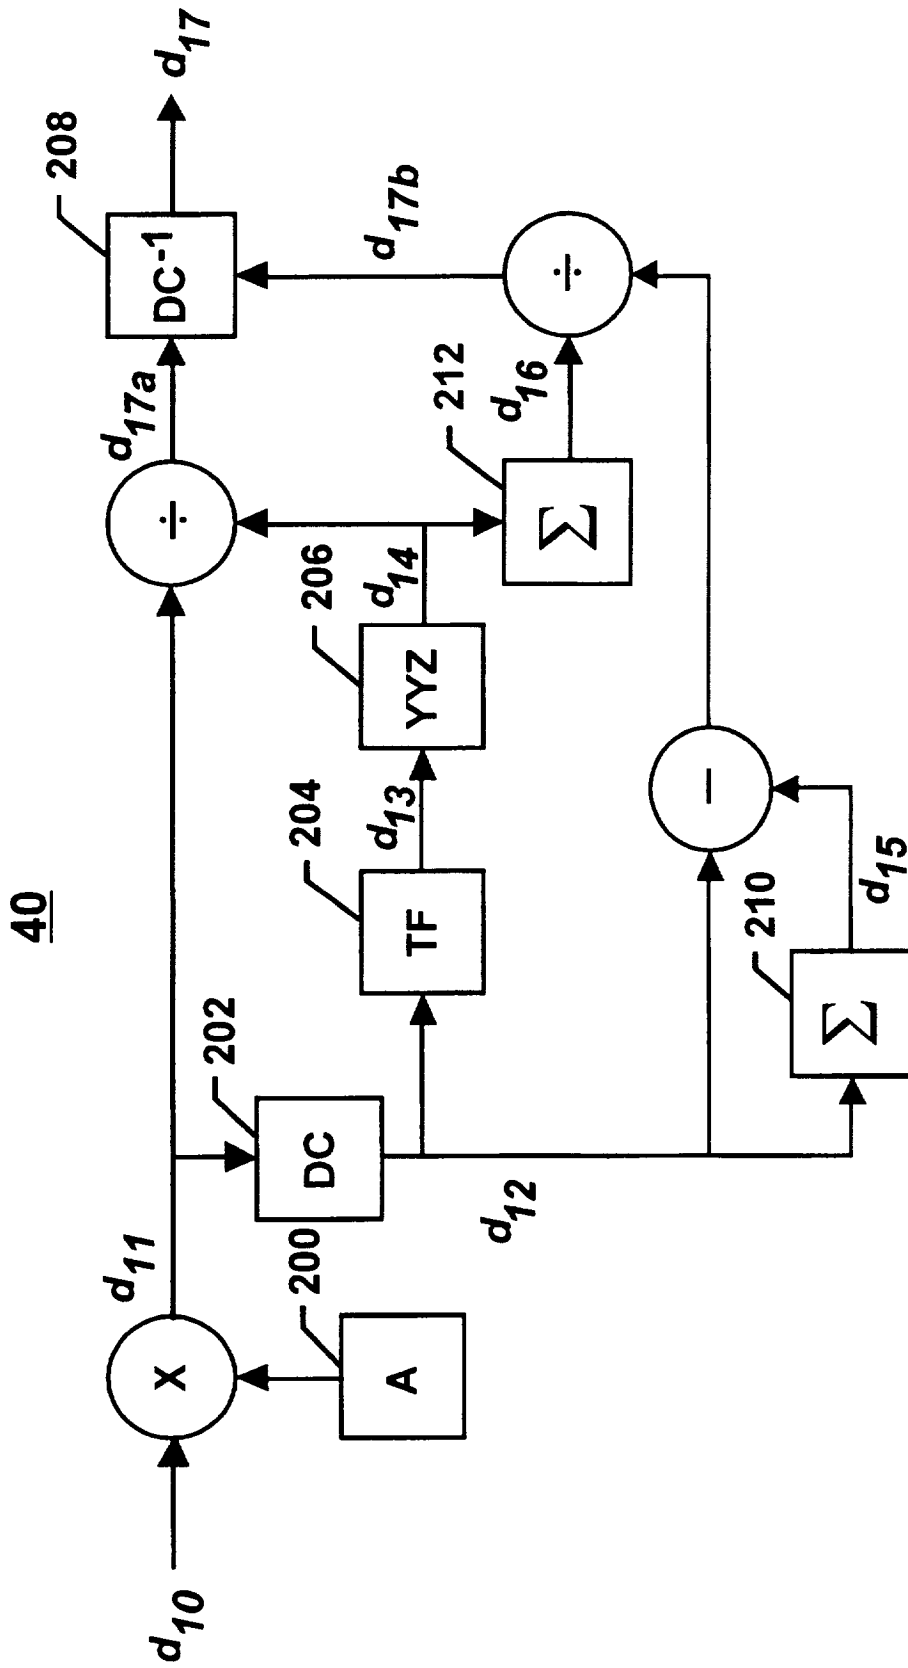 40
d10
X
d11
A
200
DC
202
d12
TF
204
d13
YYZ
206
d14
÷
d17a
DC-1
208
d17
Σ
212
d16
÷
d17b
–
Σ
210
d15